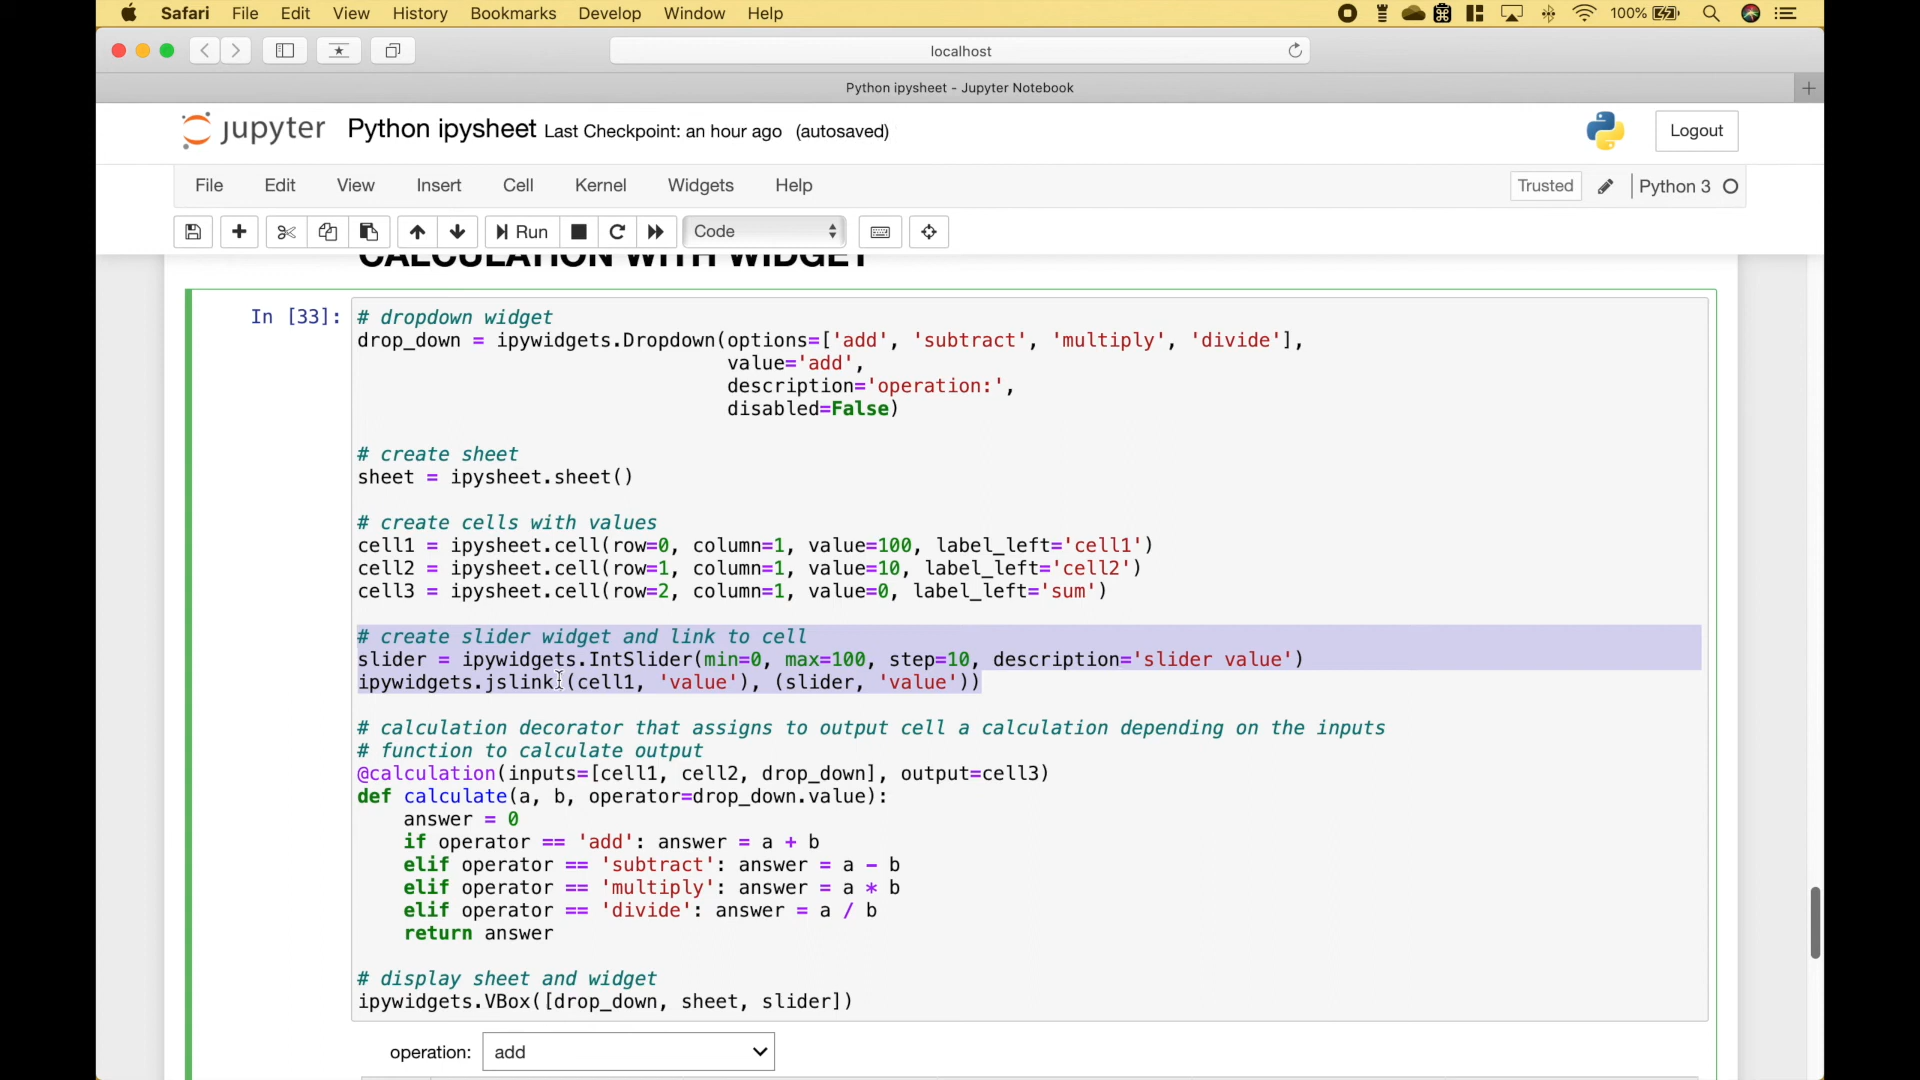 Safari File Edit View History Bookmarks Develop Window Help 100%
localhost
Python ipysheet - Jupyter Notebook
jupyter Python ipysheet Last Checkpoint: an hour ago (autosaved) Logout
File Edit View Insert Cell Kernel Widgets Help Trusted Python 3
Run Code
CALCULATION WITH WIDGET
In [33]: # dropdown widget
drop_down = ipywidgets.Dropdown(options=['add', 'subtract', 'multiply', 'divide'],
value='add',
description='operation:',
disabled=False)
# create sheet
sheet = ipysheet.sheet()
# create cells with values
cell1 = ipysheet.cell(row=0, column=1, value=100, label_left='cell1')
cell2 = ipysheet.cell(row=1, column=1, value=10, label_left='cell2')
cell3 = ipysheet.cell(row=2, column=1, value=0, label_left='sum')
# create slider widget and link to cell
slider = ipywidgets.IntSlider(min=0, max=100, step=10, description='slider value')
ipywidgets.jslink((cell1, 'value'), (slider, 'value'))
# calculation decorator that assigns to output cell a calculation depending on the inputs
# function to calculate output
@calculation(inputs=[cell1, cell2, drop_down], output=cell3)
def calculate(a, b, operator=drop_down.value):
answer = 0
if operator == 'add': answer = a + b
elif operator == 'subtract': answer = a - b
elif operator == 'multiply': answer = a * b
elif operator == 'divide': answer = a / b
return answer
# display sheet and widget
ipywidgets.VBox([drop_down, sheet, slider])
operation: add